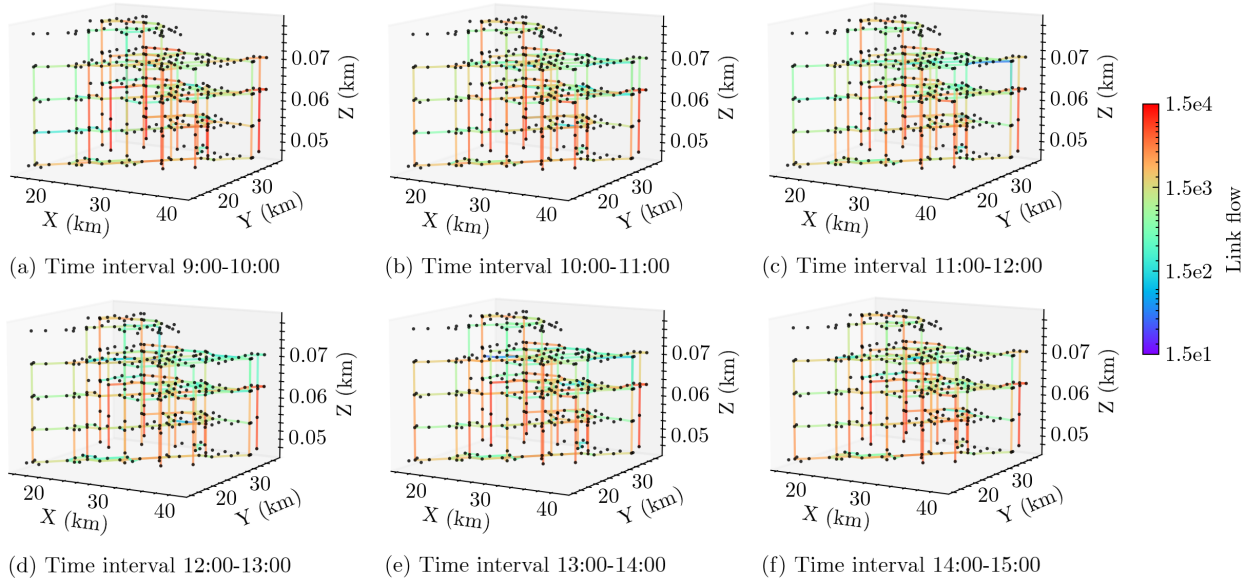 0.07
0.06
0.05
Z (km)
20
30
40
X (km)
20
30
Y (km)
(a) Time interval 9:00-10:00
0.07
0.06
0.05
Z (km)
20
30
40
X (km)
20
30
Y (km)
(b) Time interval 10:00-11:00
0.07
0.06
0.05
Z (km)
20
30
40
X (km)
20
30
Y (km)
(c) Time interval 11:00-12:00
1.5e4
1.5e3
1.5e2
1.5e1
Link flow
0.07
0.06
0.05
Z (km)
20
30
40
X (km)
20
30
Y (km)
(d) Time interval 12:00-13:00
0.07
0.06
0.05
Z (km)
20
30
40
X (km)
20
30
Y (km)
(e) Time interval 13:00-14:00
0.07
0.06
0.05
Z (km)
20
30
40
X (km)
20
30
Y (km)
(f) Time interval 14:00-15:00